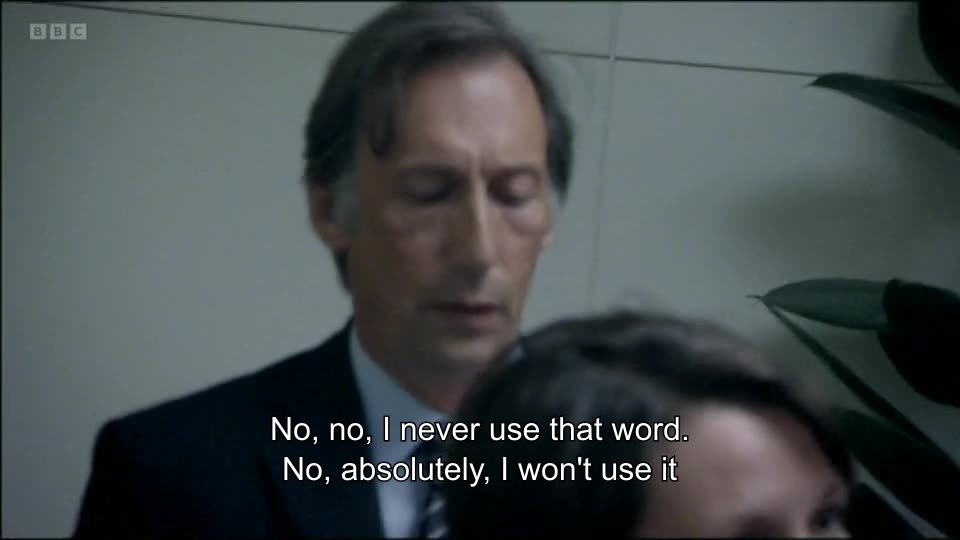 BBC
No, no, I never use that word.
No, absolutely, I won't use it